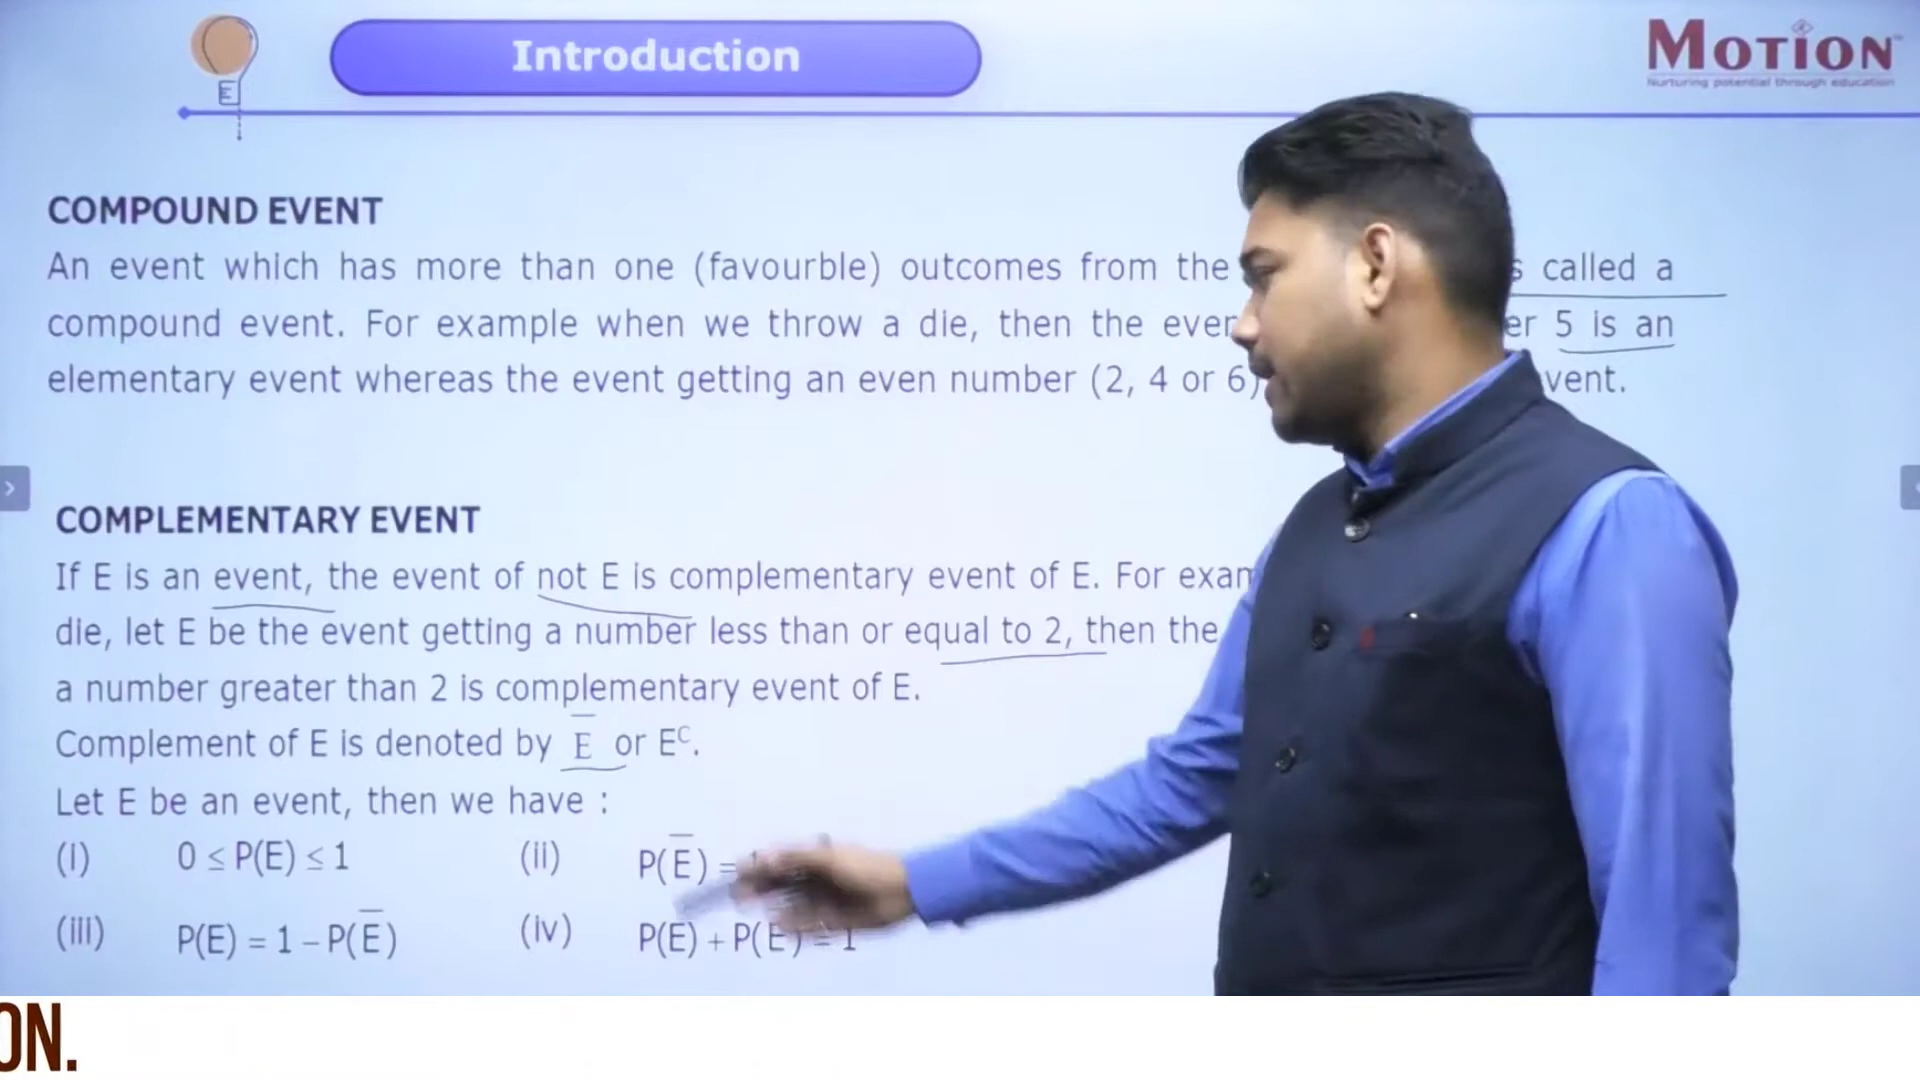 Introduction
MOTION
Nurturing potential through education
COMPOUND EVENT
An event which has more than one (favourble) outcomes from the called a
compound event. For example when we throw a die, then the 5 is an
elementary event whereas the event getting an even number (2, 4 or 6)
COMPLEMENTARY EVENT
If E is an event, the event of not E is complementary event of E. For
die, let E be the event getting a number less than or equal to 2, then the
a number greater than 2 is complementary event of E.
Complement of E is denoted by E̅ or Eᶜ.
Let E be an event, then we have :
(i) 0 ≤ P(E) ≤ 1 (ii) P(E̅) =
(iii) P(E) = 1 – P(E̅) (iv) P(E) + P(E̅) = 1
ON.